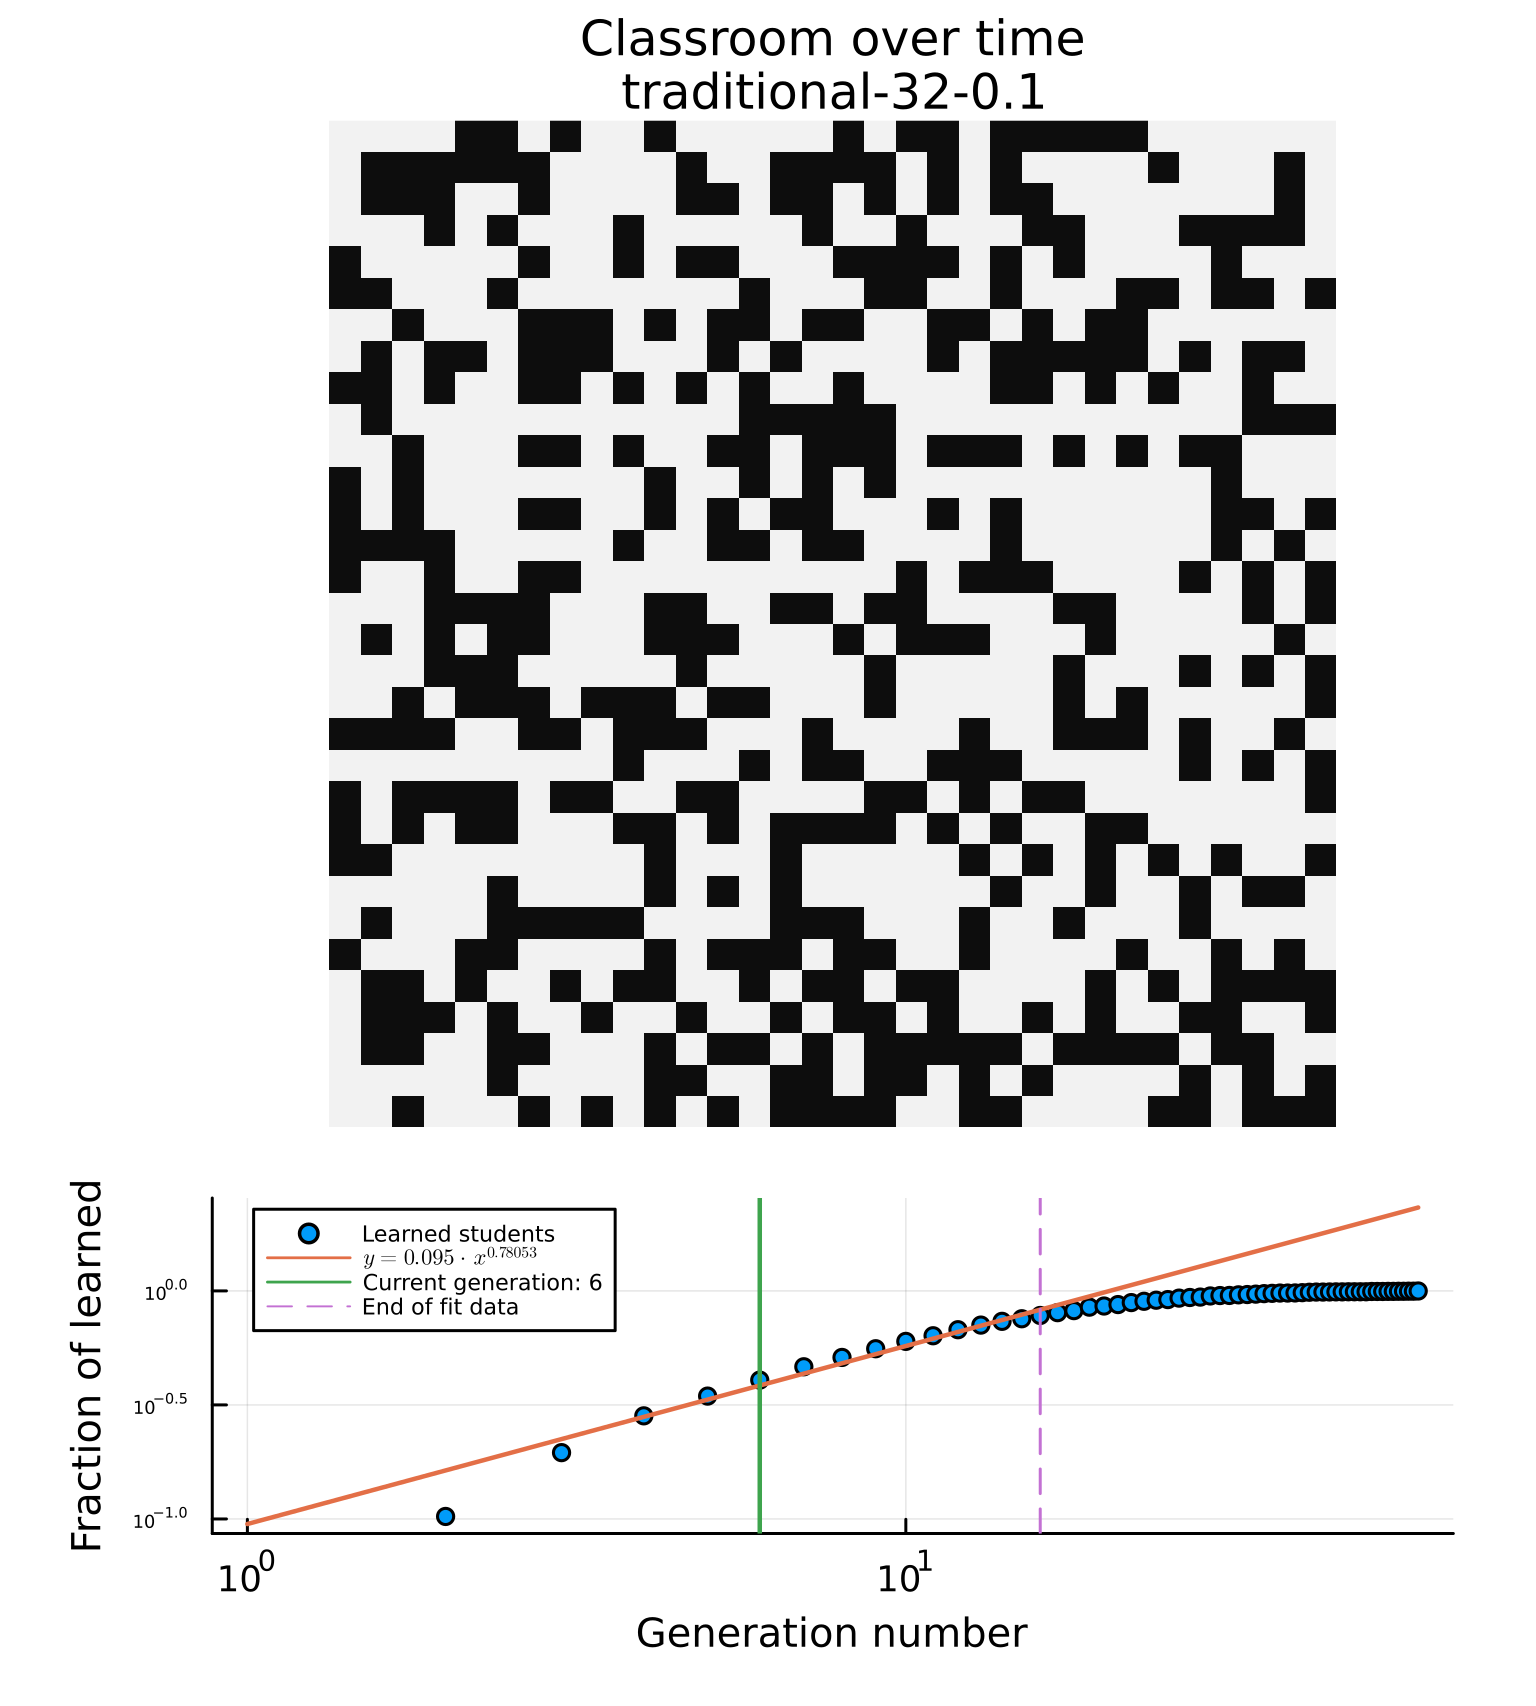 Classroom over time
traditional-32-0.1
Fraction of learned
10^0.0
10^−0.5
10^−1.0
Learned students
y = 0.095 · x^0.78053
Current generation: 6
End of fit data
10^0
10^1
Generation number